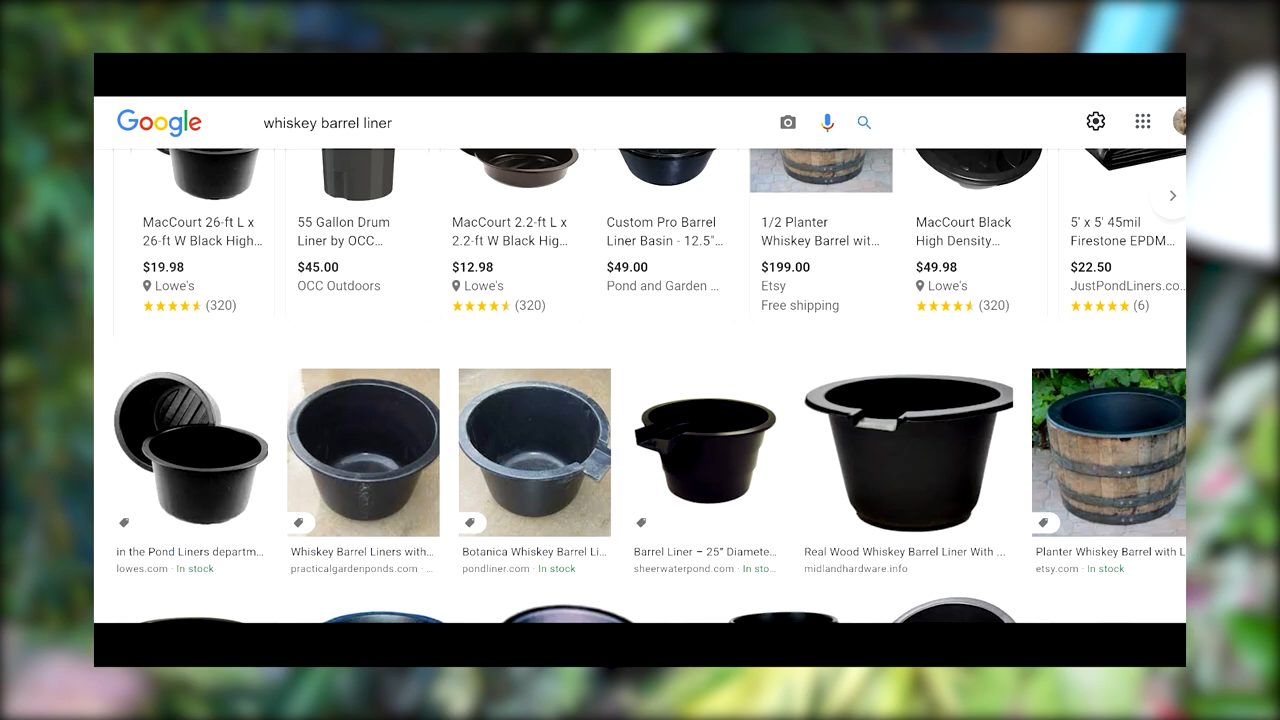 Google
whiskey barrel liner
MacCourt 26-ft L x
26-ft W Black High...
$19.98
Lowe's
(320)
55 Gallon Drum
Liner by OCC...
$45.00
OCC Outdoors
MacCourt 2.2-ft L x
2.2-ft W Black Hig...
$12.98
Lowe's
(320)
Custom Pro Barrel
Liner Basin - 12.5"...
$49.00
Pond and Garden ...
1/2 Planter
Whiskey Barrel wit...
$199.00
Etsy
Free shipping
MacCourt Black
High Density...
$49.98
Lowe's
(320)
5' x 5' 45mil
Firestone EPDM...
$22.50
JustPondLiners.co...
(6)
in the Pond Liners departm...
lowes.com · In stock
Whiskey Barrel Liners with...
practicalgardenponds.com · ...
Botanica Whiskey Barrel Li...
pondliner.com · In stock
Barrel Liner – 25” Diamete...
sheerwaterpond.com · In sto...
Real Wood Whiskey Barrel Liner With ...
midlandhardware.info
Planter Whiskey Barrel with L
etsy.com · In stock